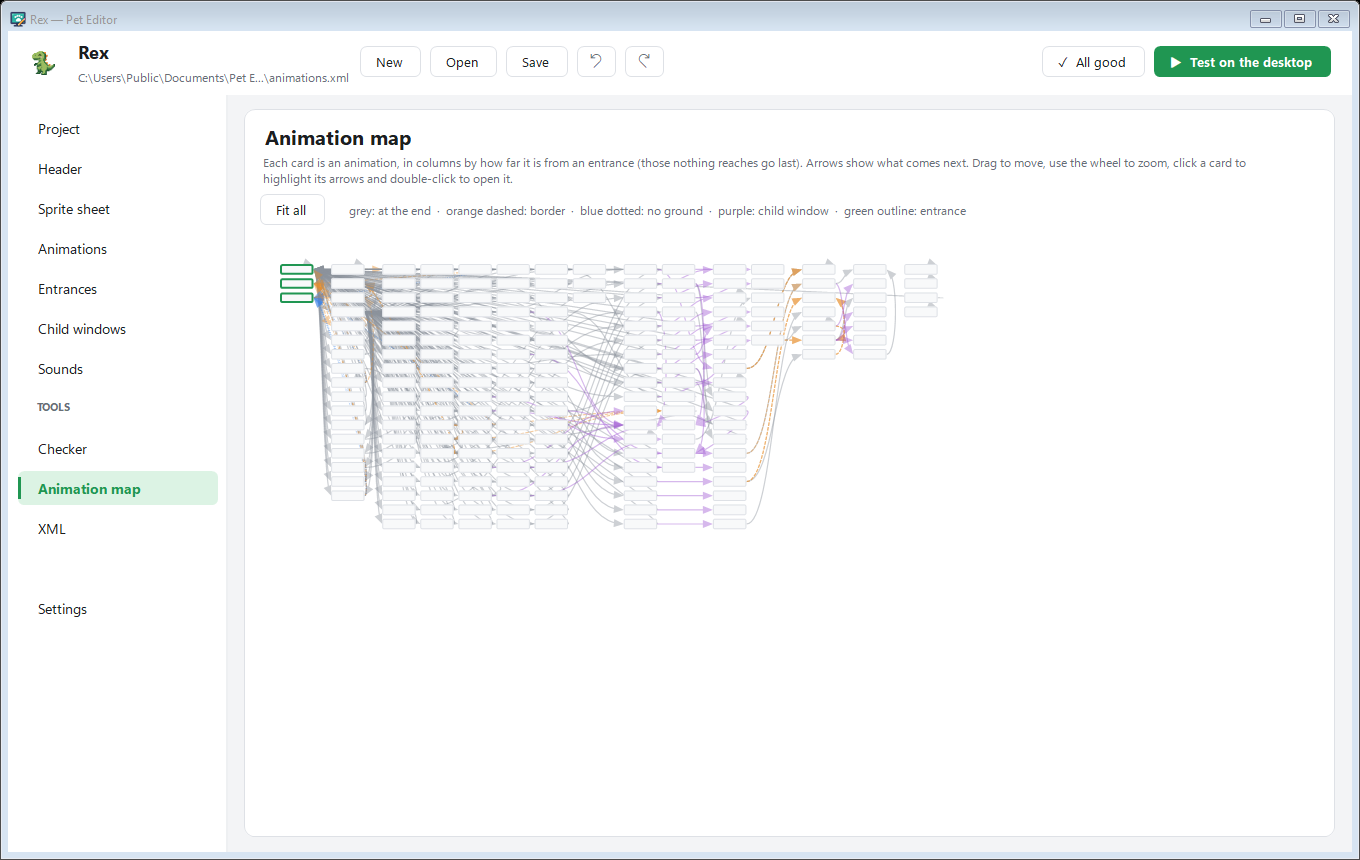 Rex — Pet Editor
Rex
C:\Users\Public\Documents\Pet E...\animations.xml
New
Open
Save
✓ All good
▶ Test on the desktop
Project
Header
Sprite sheet
Animations
Entrances
Child windows
Sounds
TOOLS
Checker
Animation map
XML
Settings
Animation map
Each card is an animation, in columns by how far it is from an entrance (those nothing reaches go last). Arrows show what comes next. Drag to move, use the wheel to zoom, click a card to
highlight its arrows and double-click to open it.
Fit all
grey: at the end · orange dashed: border · blue dotted: no ground · purple: child window · green outline: entrance